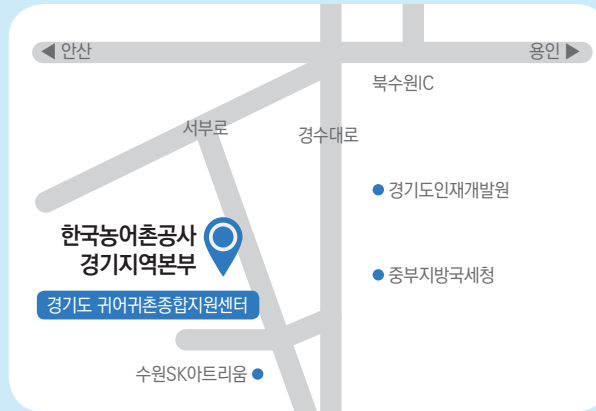 ◀ 안산
용인 ▶
북수원IC
서부로
경수대로
경기도인재개발원
한국농어촌공사
경기지역본부
중부지방국세청
경기도 귀어귀촌종합지원센터
수원SK아트리움